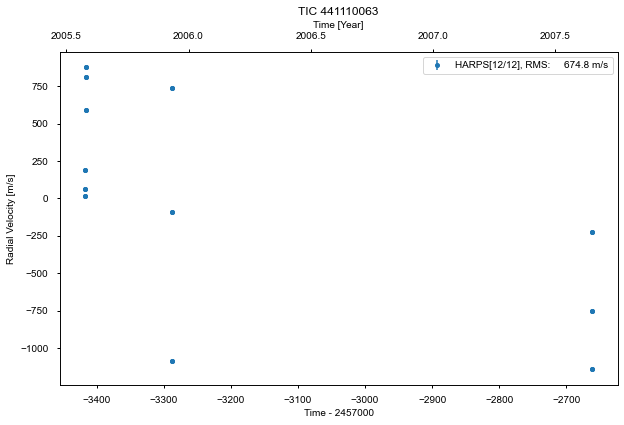 TIC 441110063
Time [Year]
2005.5 2006.0 2006.5 2007.0 2007.5
HARPS[12/12], RMS: 674.8 m/s
Radial Velocity [m/s]
750
500
250
0
−250
−500
−750
−1000
−3400 −3300 −3200 −3100 −3000 −2900 −2800 −2700
Time - 2457000